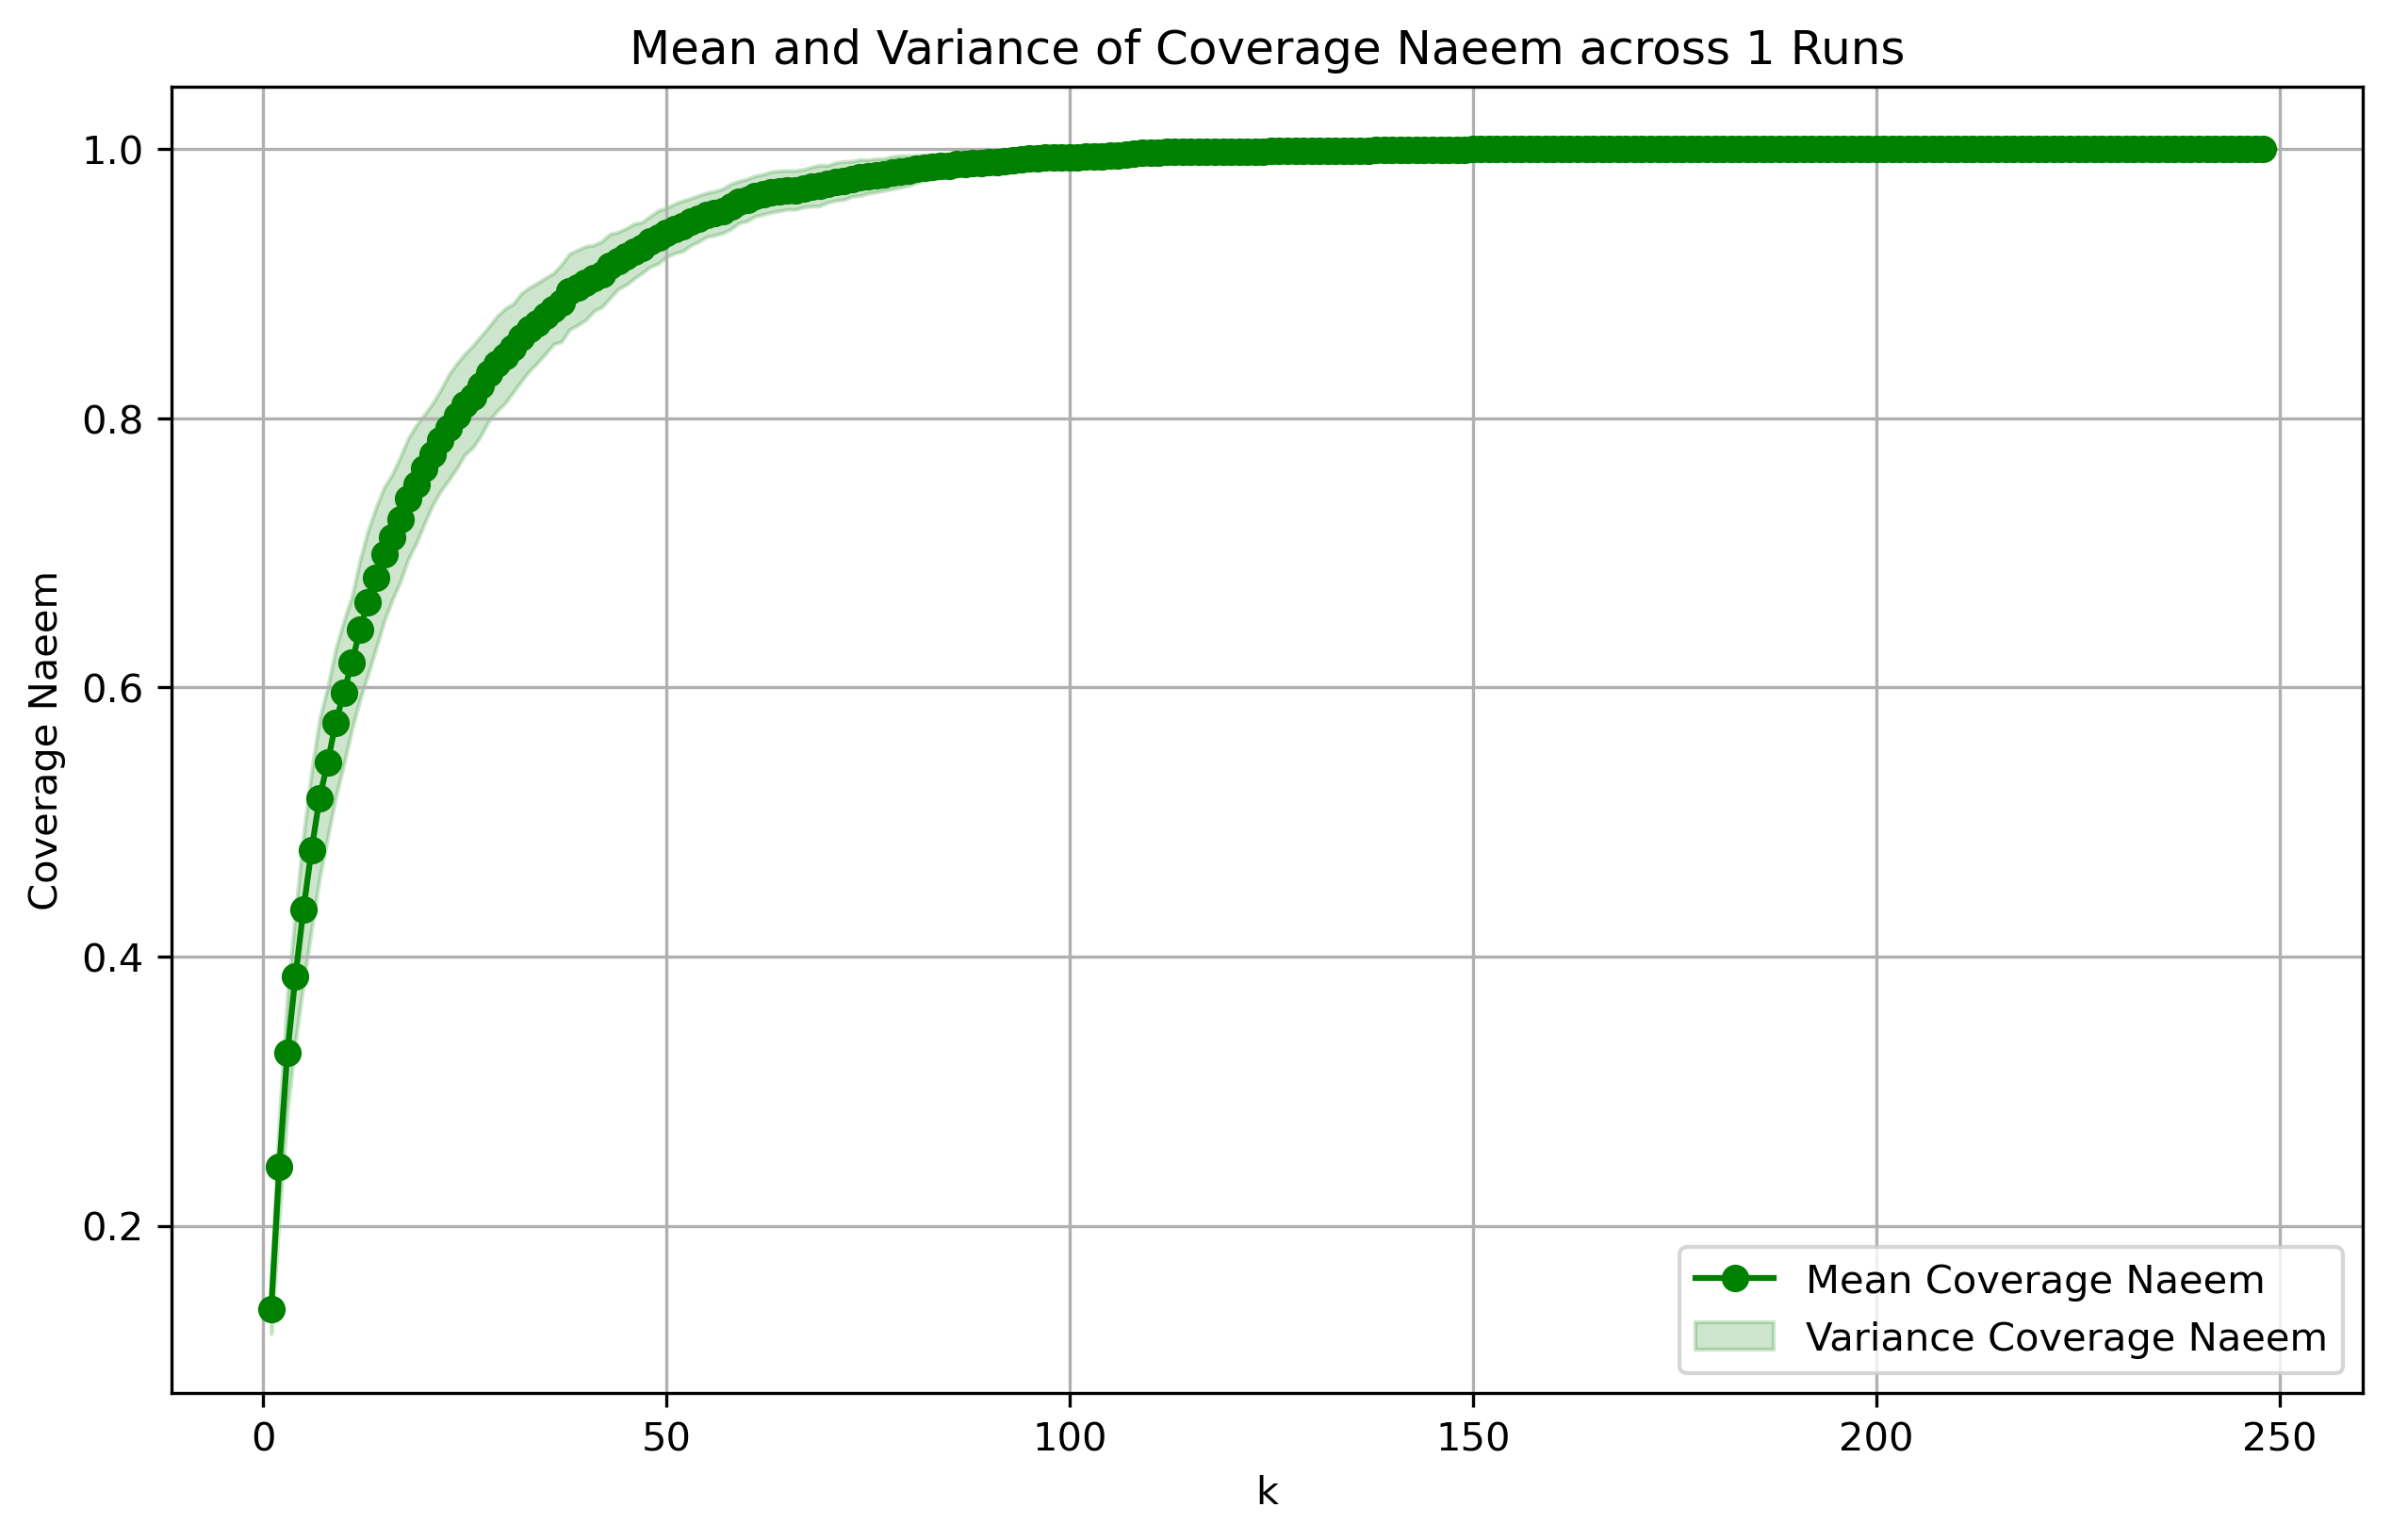 Mean and Variance of Coverage Naeem across 1 Runs
Coverage Naeem
1.0
0.8
0.6
0.4
0.2
0
50
100
150
200
250
k
Mean Coverage Naeem
Variance Coverage Naeem